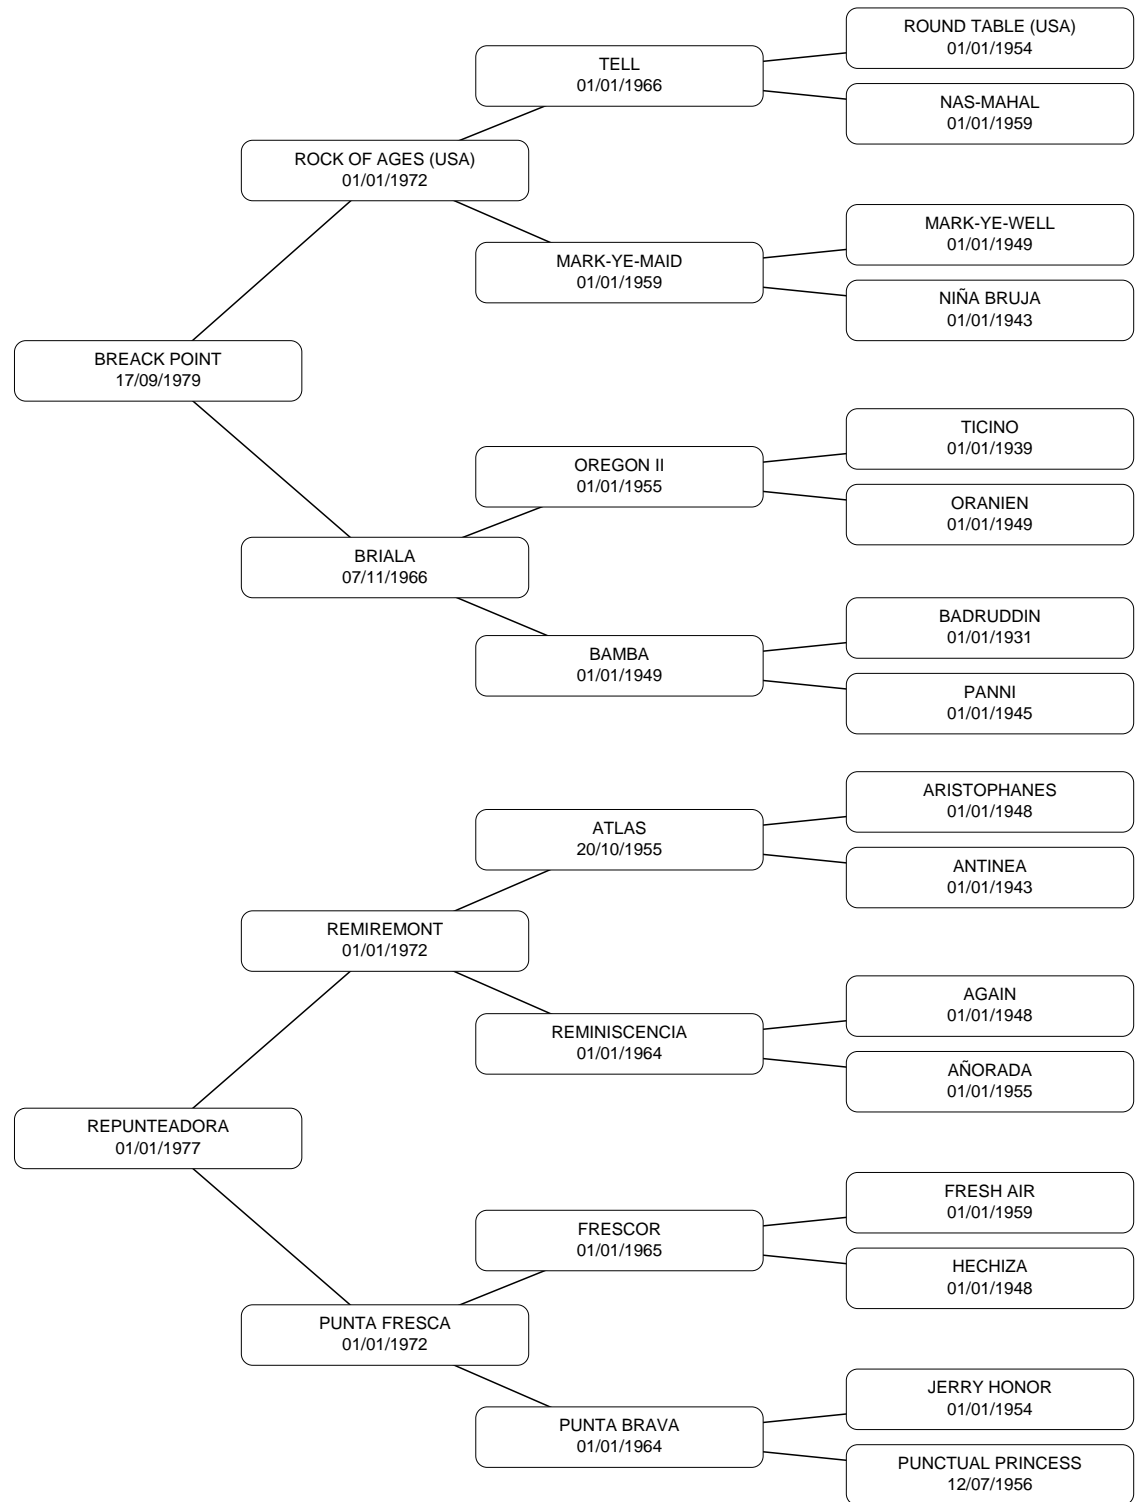 ROUND TABLE (USA)
01/01/1954
TELL
01/01/1966
NAS-MAHAL
01/01/1959
ROCK OF AGES (USA)
01/01/1972
MARK-YE-WELL
01/01/1949
MARK-YE-MAID
01/01/1959
NIÑA BRUJA
01/01/1943
BREACK POINT
17/09/1979
TICINO
01/01/1939
OREGON II
01/01/1955
ORANIEN
01/01/1949
BRIALA
07/11/1966
BADRUDDIN
01/01/1931
BAMBA
01/01/1949
PANNI
01/01/1945
ARISTOPHANES
01/01/1948
ATLAS
20/10/1955
ANTINEA
01/01/1943
REMIREMONT
01/01/1972
AGAIN
01/01/1948
REMINISCENCIA
01/01/1964
AÑORADA
01/01/1955
REPUNTEADORA
01/01/1977
FRESH AIR
01/01/1959
FRESCOR
01/01/1965
HECHIZA
01/01/1948
PUNTA FRESCA
01/01/1972
JERRY HONOR
01/01/1954
PUNTA BRAVA
01/01/1964
PUNCTUAL PRINCESS
12/07/1956